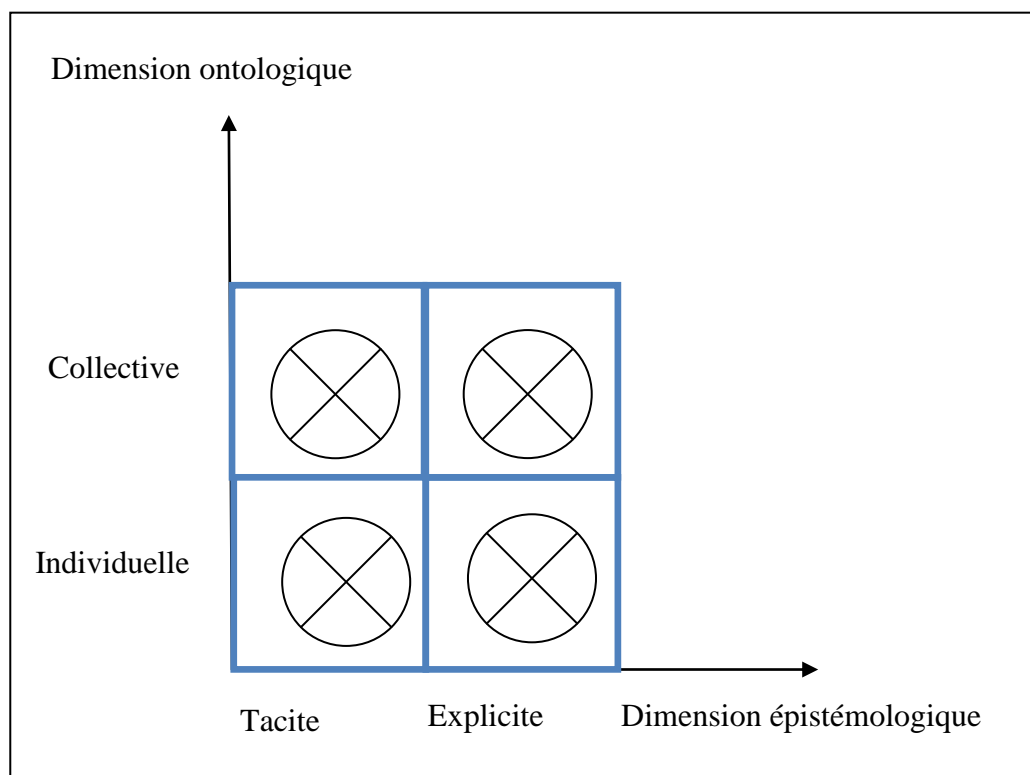 Dimension ontologique
Collective
Individuelle
Tacite
Explicite
Dimension épistémologique